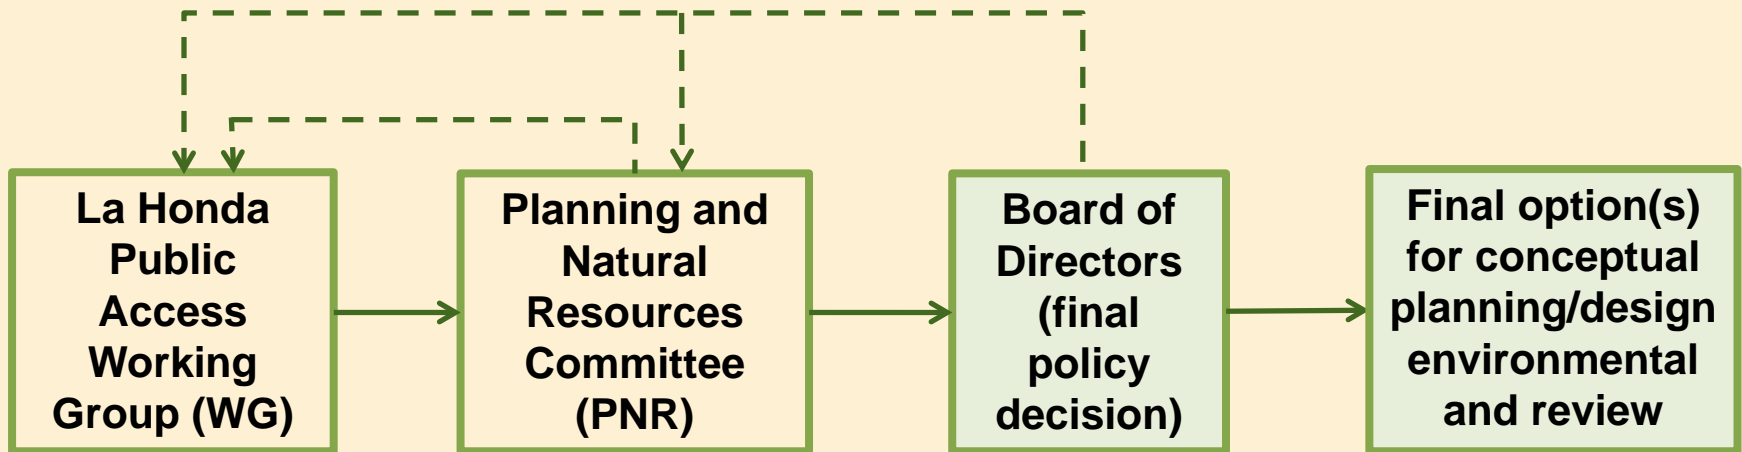 La Honda
Public
Access
Working
Group (WG)
Planning and
Natural
Resources
Committee
(PNR)
Board of
Directors
(final
policy
decision)
Final option(s)
for conceptual
planning/design
environmental
and review